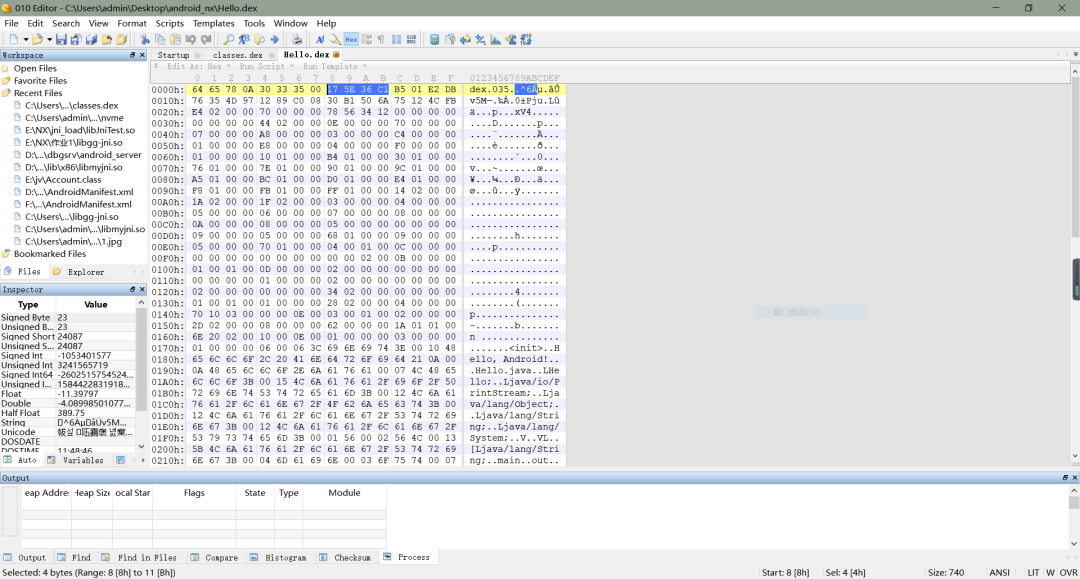 010 Editor - C:\Users\admin\Desktop\android_nx\Hello.dex
File Edit Search View Format Scripts Templates Tools Window Help
Workspace
Startup classes.dex Hello.dex
Edit As: Hex Run Script Run Template
0 1 2 3 4 5 6 7 8 9 A B C D E F 0123456789ABCDEF
Open Files
Favorite Files
Recent Files
C:\Users\...\classes.dex
C:\Users\admin\...\nvme
E:\NX\jni_load\libJniTest.so
E:\NX\作业1\libgg-jni.so
D:\...\dbgsrv\android_server
D:\...\lib\x86\libmyjni.so
E:\jv\Account.class
D:\...\AndroidManifest.xml
F:\...\AndroidManifest.xml
C:\Users\...\libgg-jni.so
C:\Users\admin\...\libmyjni.so
C:\Users\admin\...\1.jpg
Bookmarked Files
Files Explorer
0000h: 64 65 78 0A 30 33 35 00 17 5E 36 C1 B5 01 E2 DB dex.035..^6Áµ.âÛ
0010h: 76 35 4D 97 12 89 C0 08 30 B1 50 6A 75 12 4C FB v5M—.‰À.0±Pju.Lû
0020h: E4 02 00 00 70 00 00 00 78 56 34 12 00 00 00 00 ä...p...xV4.....
0030h: 00 00 00 00 44 02 00 00 0E 00 00 00 70 00 00 00 ....D.......p...
0040h: 07 00 00 00 A8 00 00 00 03 00 00 00 C4 00 00 00 ....¨.......Ä...
0050h: 01 00 00 00 E8 00 00 00 04 00 00 00 F0 00 00 00 ....è.......ð...
0060h: 01 00 00 00 10 01 00 00 B4 01 00 00 30 01 00 00 ........´...0...
0070h: 76 01 00 00 7E 01 00 00 90 01 00 00 9C 01 00 00 v...~.......œ...
0080h: A5 01 00 00 BC 01 00 00 D0 01 00 00 E4 01 00 00 ¥...¼...Ð...ä...
0090h: F8 01 00 00 FB 01 00 00 FF 01 00 00 14 02 00 00 ø...û...ÿ.......
00A0h: 1A 02 00 00 1F 02 00 00 03 00 00 00 04 00 00 00 ................
00B0h: 05 00 00 00 06 00 00 00 07 00 00 00 08 00 00 00 ................
00C0h: 0A 00 00 00 08 00 00 00 05 00 00 00 00 00 00 00 ................
00D0h: 09 00 00 00 05 00 00 00 68 01 00 00 09 00 00 00 ........h.......
00E0h: 05 00 00 00 70 01 00 00 04 00 01 00 0C 00 00 00 ....p...........
00F0h: 00 00 00 00 00 00 00 00 00 00 02 00 0B 00 00 00 ................
0100h: 01 00 01 00 0D 00 00 00 02 00 00 00 00 00 00 00 ................
0110h: 00 00 00 00 01 00 00 00 02 00 00 00 00 00 00 00 ................
0120h: 02 00 00 00 00 00 00 00 34 02 00 00 00 00 00 00 ........4.......
0130h: 01 00 01 00 01 00 00 00 28 02 00 00 04 00 00 00 ........(.......
0140h: 70 10 03 00 00 00 0E 00 03 00 01 00 02 00 00 00 p...............
0150h: 2D 02 00 00 08 00 00 00 62 00 00 00 1A 01 01 00 -.......b.......
0160h: 6E 20 02 00 10 00 0E 00 01 00 00 00 03 00 00 00 n ..............
0170h: 01 00 00 00 06 00 06 3C 69 6E 69 74 3E 00 10 48 .......<init>..H
0180h: 65 6C 6C 6F 2C 20 41 6E 64 72 6F 69 64 21 0A 00 ello, Android!..
0190h: 0A 48 65 6C 6C 6F 2E 6A 61 76 61 00 07 4C 48 65 .Hello.java..LHe
01A0h: 6C 6C 6F 3B 00 15 4C 6A 61 76 61 2F 69 6F 2F 50 llo;..Ljava/io/P
01B0h: 72 69 6E 74 53 74 72 65 61 6D 3B 00 12 4C 6A 61 rintStream;..Lja
01C0h: 76 61 2F 6C 61 6E 67 2F 4F 62 6A 65 63 74 3B 00 va/lang/Object;.
01D0h: 12 4C 6A 61 76 61 2F 6C 61 6E 67 2F 53 74 72 69 .Ljava/lang/Stri
01E0h: 6E 67 3B 00 12 4C 6A 61 76 61 2F 6C 61 6E 67 2F ng;..Ljava/lang/
01F0h: 53 79 73 74 65 6D 3B 00 01 56 00 02 56 4C 00 13 System;..V..VL..
0200h: 5B 4C 6A 61 76 61 2F 6C 61 6E 67 2F 53 74 72 69 [Ljava/lang/Stri
0210h: 6E 67 3B 00 04 6D 61 69 6E 00 03 6F 75 74 00 07 ng;..main..out..
Inspector
Type Value
Signed Byte 23
Unsigned B... 23
Signed Short 24087
Unsigned S... 24087
Signed Int -1053401577
Unsigned Int 3241565719
Signed Int64 -2602515754524...
Unsigned I... 1584422831918...
Float -11.39797
Double -4.08998501077...
Half Float 389.75
String
Unicode
DOSDATE
DOSTIME 11:48:46
Auto Variables
Output
eap Addre: Heap Size ocal Star Flags State Type Module
Output Find Find in Files Compare Histogram Checksum Process
Selected: 4 bytes (Range: 8 [8h] to 11 [Bh]) Start: 8 [8h] Sel: 4 [4h] Size: 740 ANSI LIT W OVR